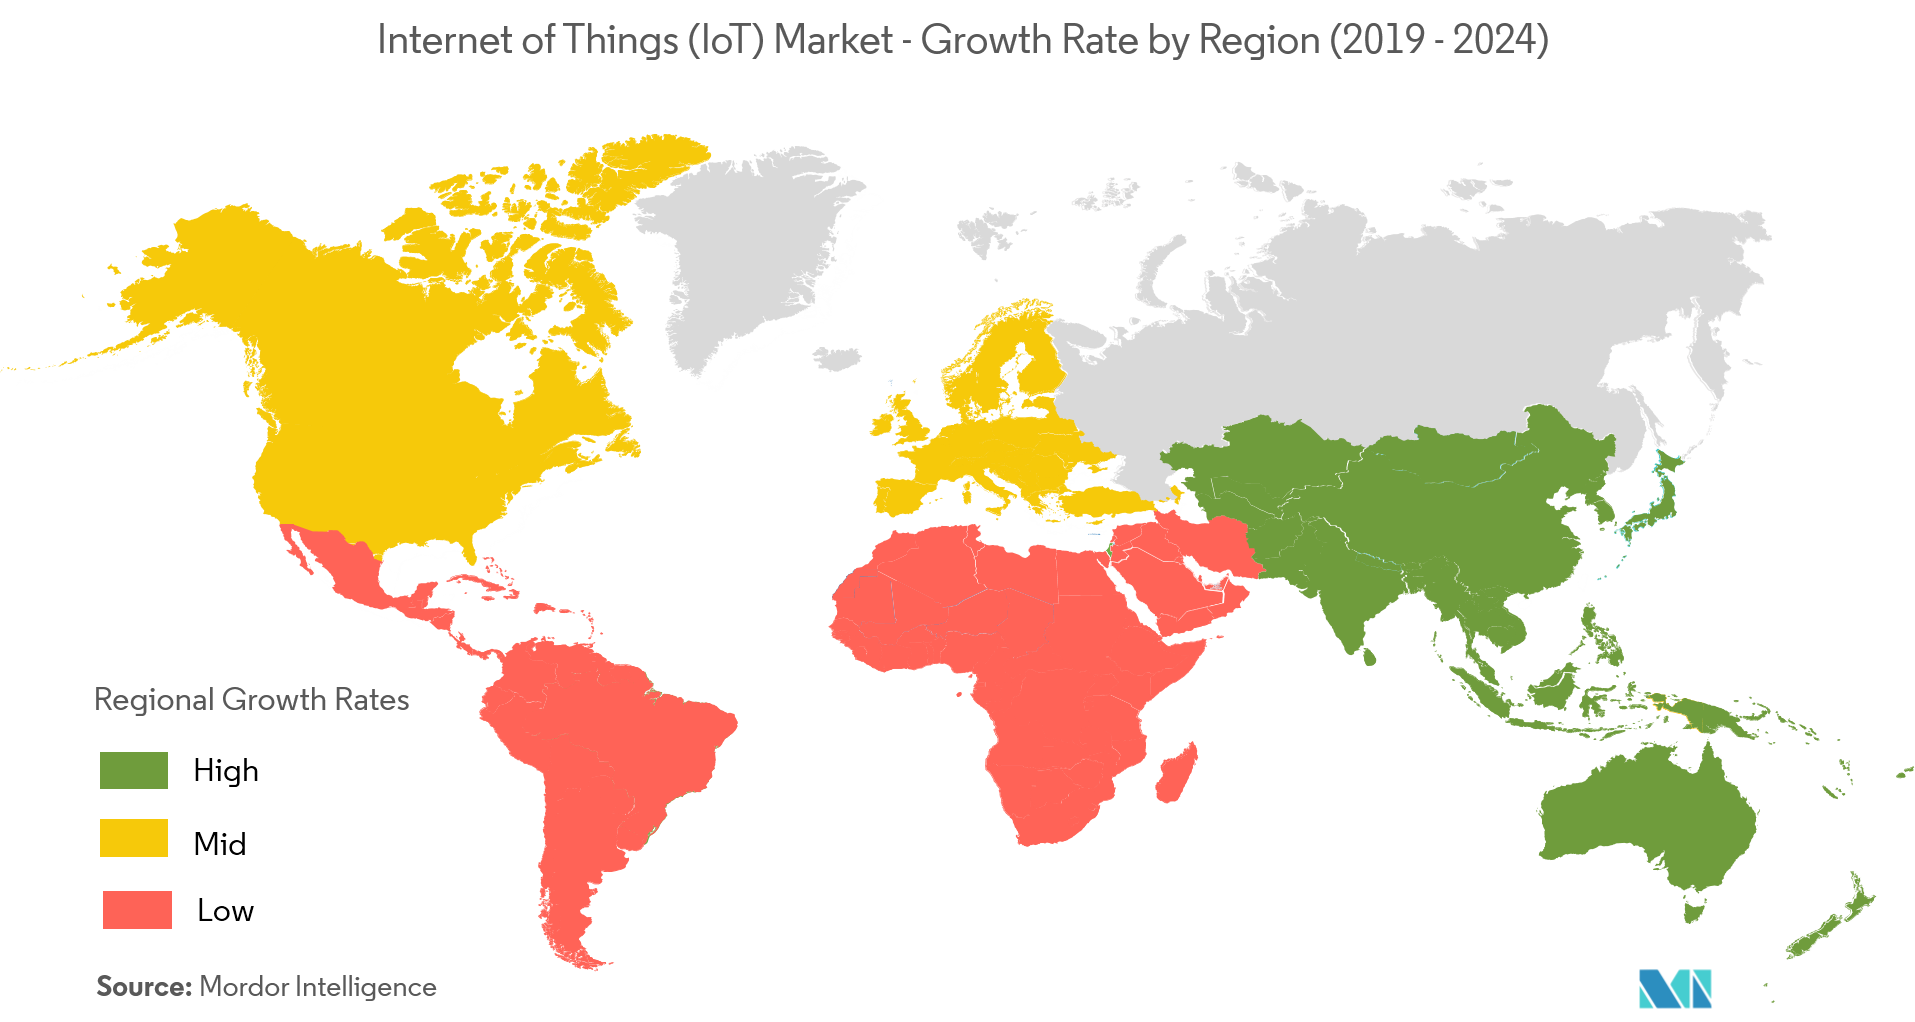 Internet of Things (IoT) Market - Growth Rate by Region (2019 - 2024)
Regional Growth Rates
High
Mid
Low
Source: Mordor Intelligence